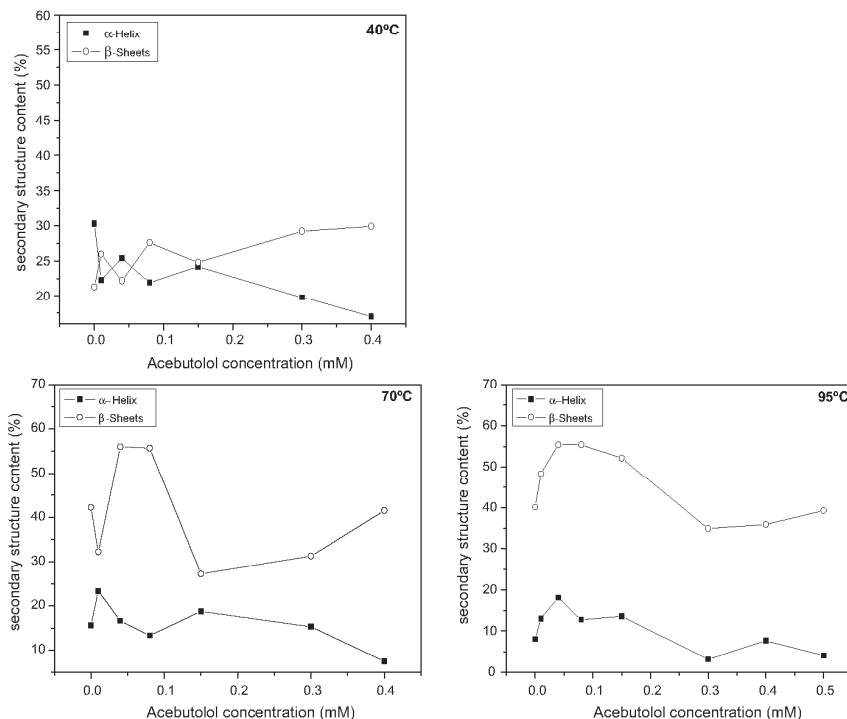 60
55
50
45
40
35
30
25
20
secondary structure content (%)
α-Helix
β-Sheets
40ºC
0.0 0.1 0.2 0.3 0.4
Acebutolol concentration (mM)
70
60
50
40
30
20
10
secondary structure content (%)
α-Helix
β-Sheets
70ºC
0.0 0.1 0.2 0.3 0.4
Acebutolol concentration (mM)
70
60
50
40
30
20
10
0
secondary structure content (%)
α-Helix
β-Sheets
95ºC
0.0 0.1 0.2 0.3 0.4 0.5
Acebutolol concentration (mM)